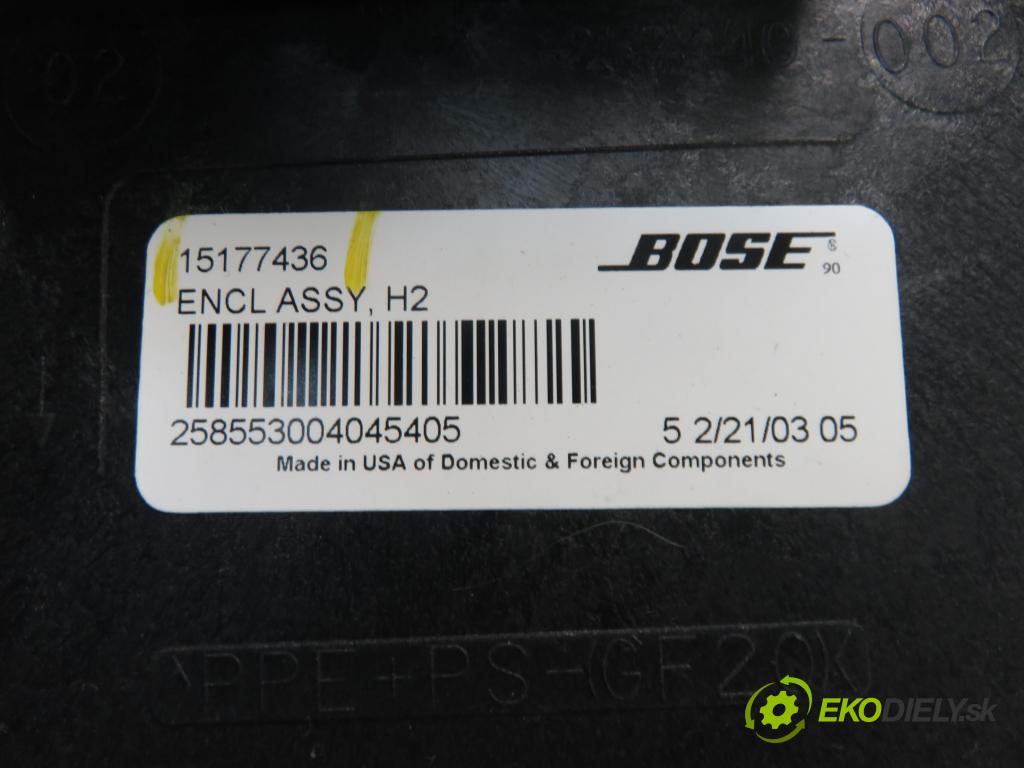 02
-002
15177436
BOSE ®
90
ENCL ASSY, H2
258553004045405
5 2/21/03 05
Made in USA of Domestic & Foreign Components
PPE+PS-(GF20)
EKODIELY.sk